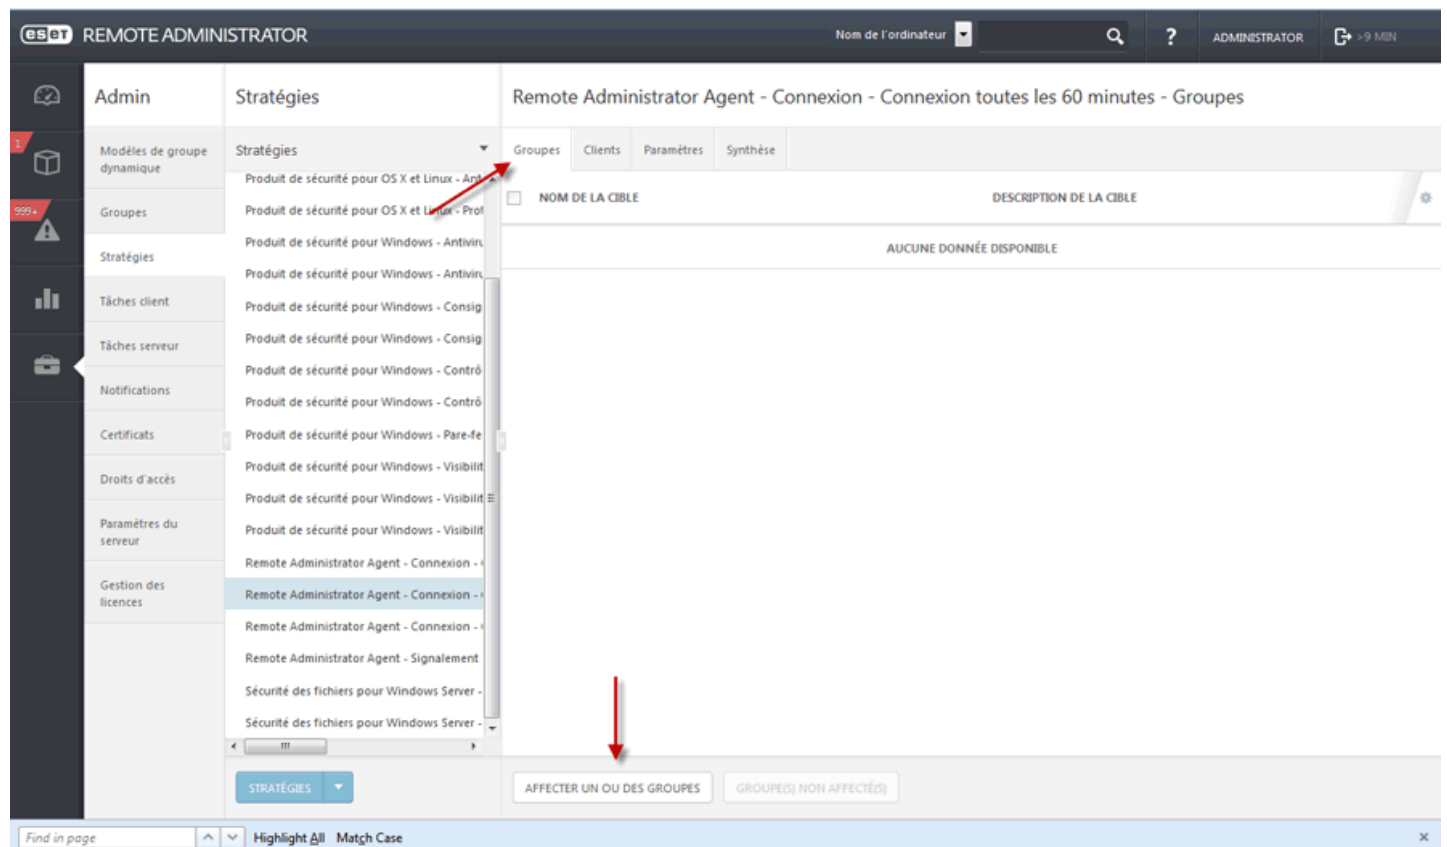 eset REMOTE ADMINISTRATOR
Nom de l'ordinateur
?
ADMINISTRATOR
>9 MIN
Admin
Stratégies
Remote Administrator Agent - Connexion - Connexion toutes les 60 minutes - Groupes
1
999+
Modèles de groupe
dynamique
Groupes
Stratégies
Tâches client
Tâches serveur
Notifications
Certificats
Droits d'accès
Paramètres du
serveur
Gestion des
licences
Stratégies
Produit de sécurité pour OS X et Linux - Ant
Produit de sécurité pour OS X et Linux - Prot
Produit de sécurité pour Windows - Antiviru
Produit de sécurité pour Windows - Antiviru
Produit de sécurité pour Windows - Consig
Produit de sécurité pour Windows - Consig
Produit de sécurité pour Windows - Contrô
Produit de sécurité pour Windows - Contrô
Produit de sécurité pour Windows - Pare-fe
Produit de sécurité pour Windows - Visibilit
Produit de sécurité pour Windows - Visibilit
Produit de sécurité pour Windows - Visibilit
Remote Administrator Agent - Connexion -
Remote Administrator Agent - Connexion -
Remote Administrator Agent - Connexion -
Remote Administrator Agent - Signalement
Sécurité des fichiers pour Windows Server -
Sécurité des fichiers pour Windows Server -
STRATÉGIES
Groupes Clients Paramètres Synthèse
NOM DE LA CIBLE DESCRIPTION DE LA CIBLE
AUCUNE DONNÉE DISPONIBLE
AFFECTER UN OU DES GROUPES GROUPE(S) NON AFFECTÉ(S)
Find in page Highlight All Match Case